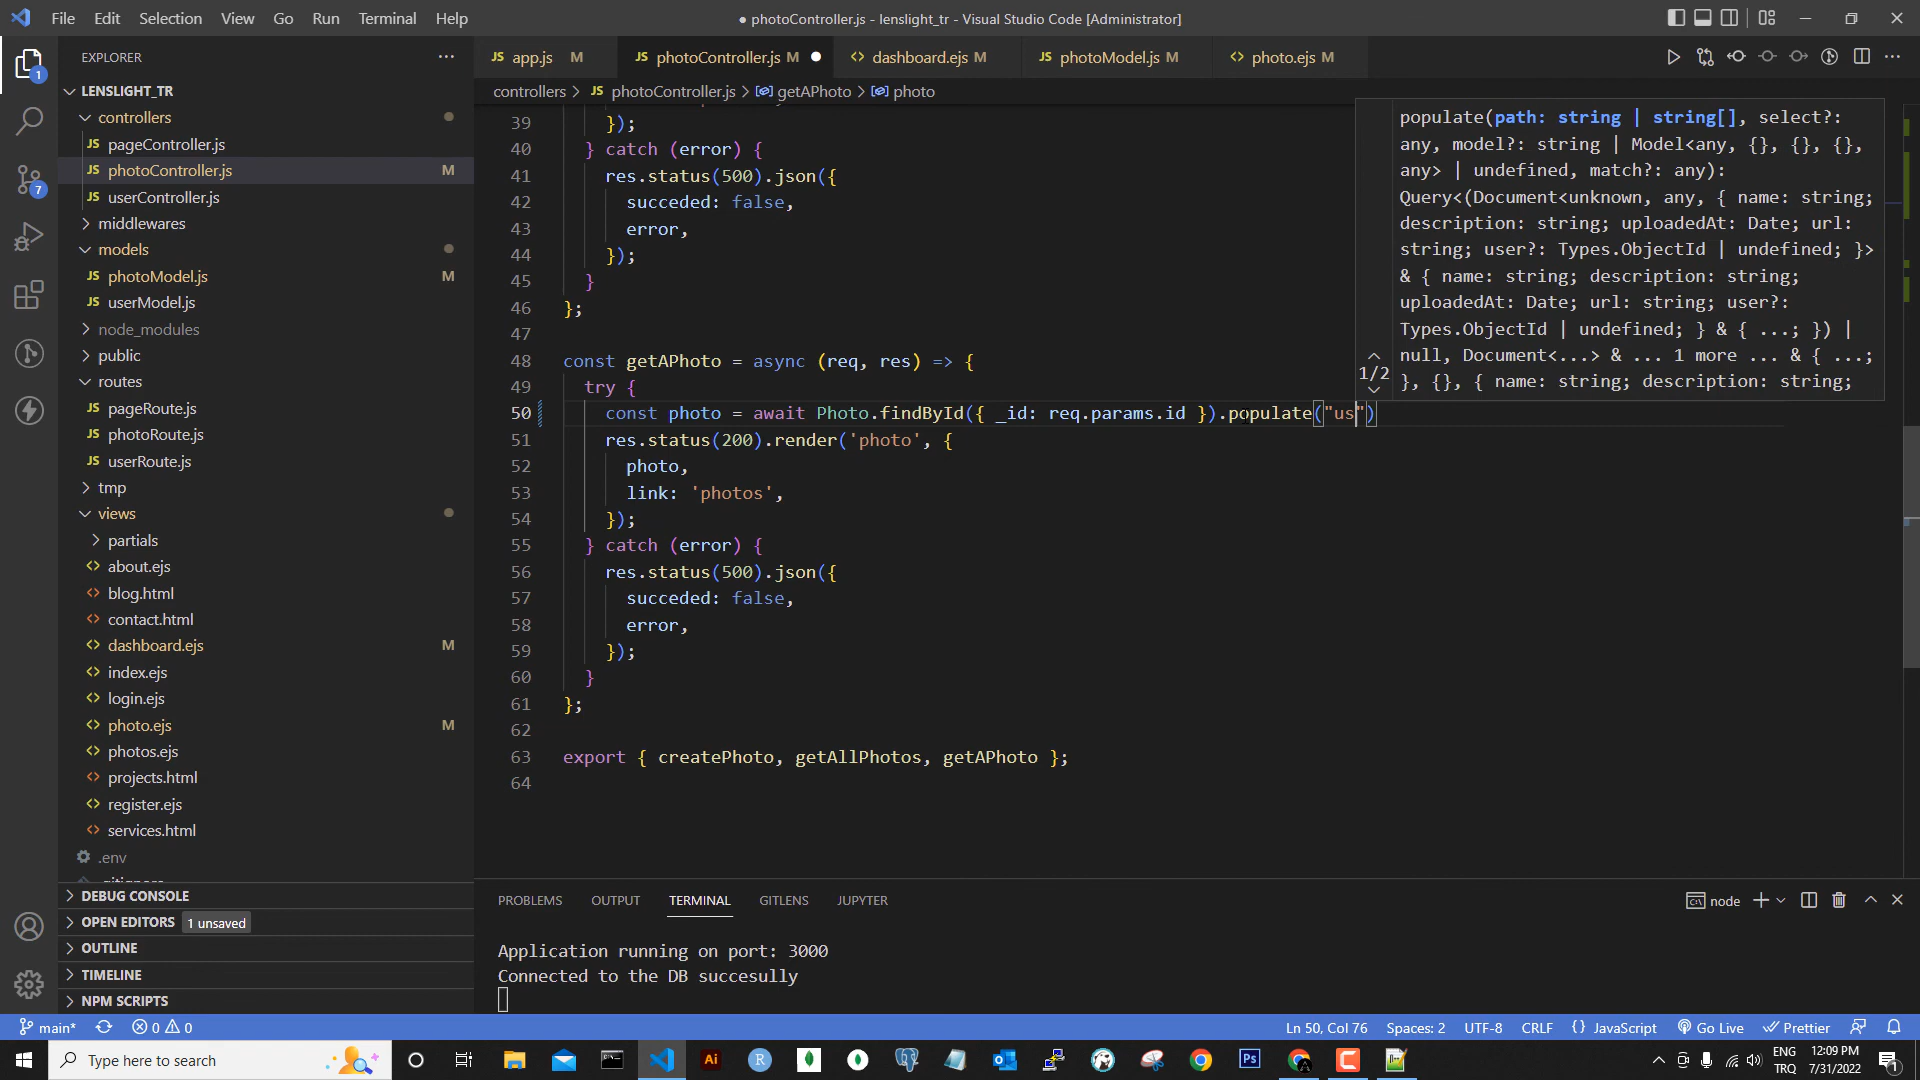 File Edit Selection View Go Run Terminal Help
● photoController.js - lenslight_tr - Visual Studio Code [Administrator]
EXPLORER
JS app.js M
JS photoController.js M
<> dashboard.ejs M
JS photoModel.js M
<> photo.ejs M
controllers > JS photoController.js > getAPhoto > photo
LENSLIGHT_TR
controllers
JS pageController.js
JS photoController.js M
JS userController.js
middlewares
models
JS photoModel.js M
JS userModel.js
node_modules
public
routes
JS pageRoute.js
JS photoRoute.js
JS userRoute.js
tmp
views
partials
<> about.ejs
<> blog.html
<> contact.html
<> dashboard.ejs M
<> index.ejs
<> login.ejs
<> photo.ejs M
<> photos.ejs
<> projects.html
<> register.ejs
<> services.html
.env
DEBUG CONSOLE
OPEN EDITORS 1 unsaved
OUTLINE
TIMELINE
NPM SCRIPTS
1
7
39 });
40 } catch (error) {
41 res.status(500).json({
42 succeded: false,
43 error,
44 });
45 }
46 };
47
48 const getAPhoto = async (req, res) => {
49 try {
50 const photo = await Photo.findById({ _id: req.params.id }).populate("us")
51 res.status(200).render('photo', {
52 photo,
53 link: 'photos',
54 });
55 } catch (error) {
56 res.status(500).json({
57 succeded: false,
58 error,
59 });
60 }
61 };
62
63 export { createPhoto, getAllPhotos, getAPhoto };
64
1/2
populate(path: string | string[], select?:
any, model?: string | Model<any, {}, {}, {},
any> | undefined, match?: any):
Query<(Document<unknown, any, { name: string;
description: string; uploadedAt: Date; url:
string; user?: Types.ObjectId | undefined; }>
& { name: string; description: string;
uploadedAt: Date; url: string; user?:
Types.ObjectId | undefined; } & { ...; }) |
null, Document<...> & ... 1 more ... & { ...;
}, {}, { name: string; description: string;
PROBLEMS OUTPUT TERMINAL GITLENS JUPYTER
node
Application running on port: 3000
Connected to the DB succesully
main* 0 0
Ln 50, Col 76 Spaces: 2 UTF-8 CRLF {} JavaScript Go Live Prettier
Type here to search
Ai R Ps
ENG
TRQ
12:09 PM
7/31/2022
1